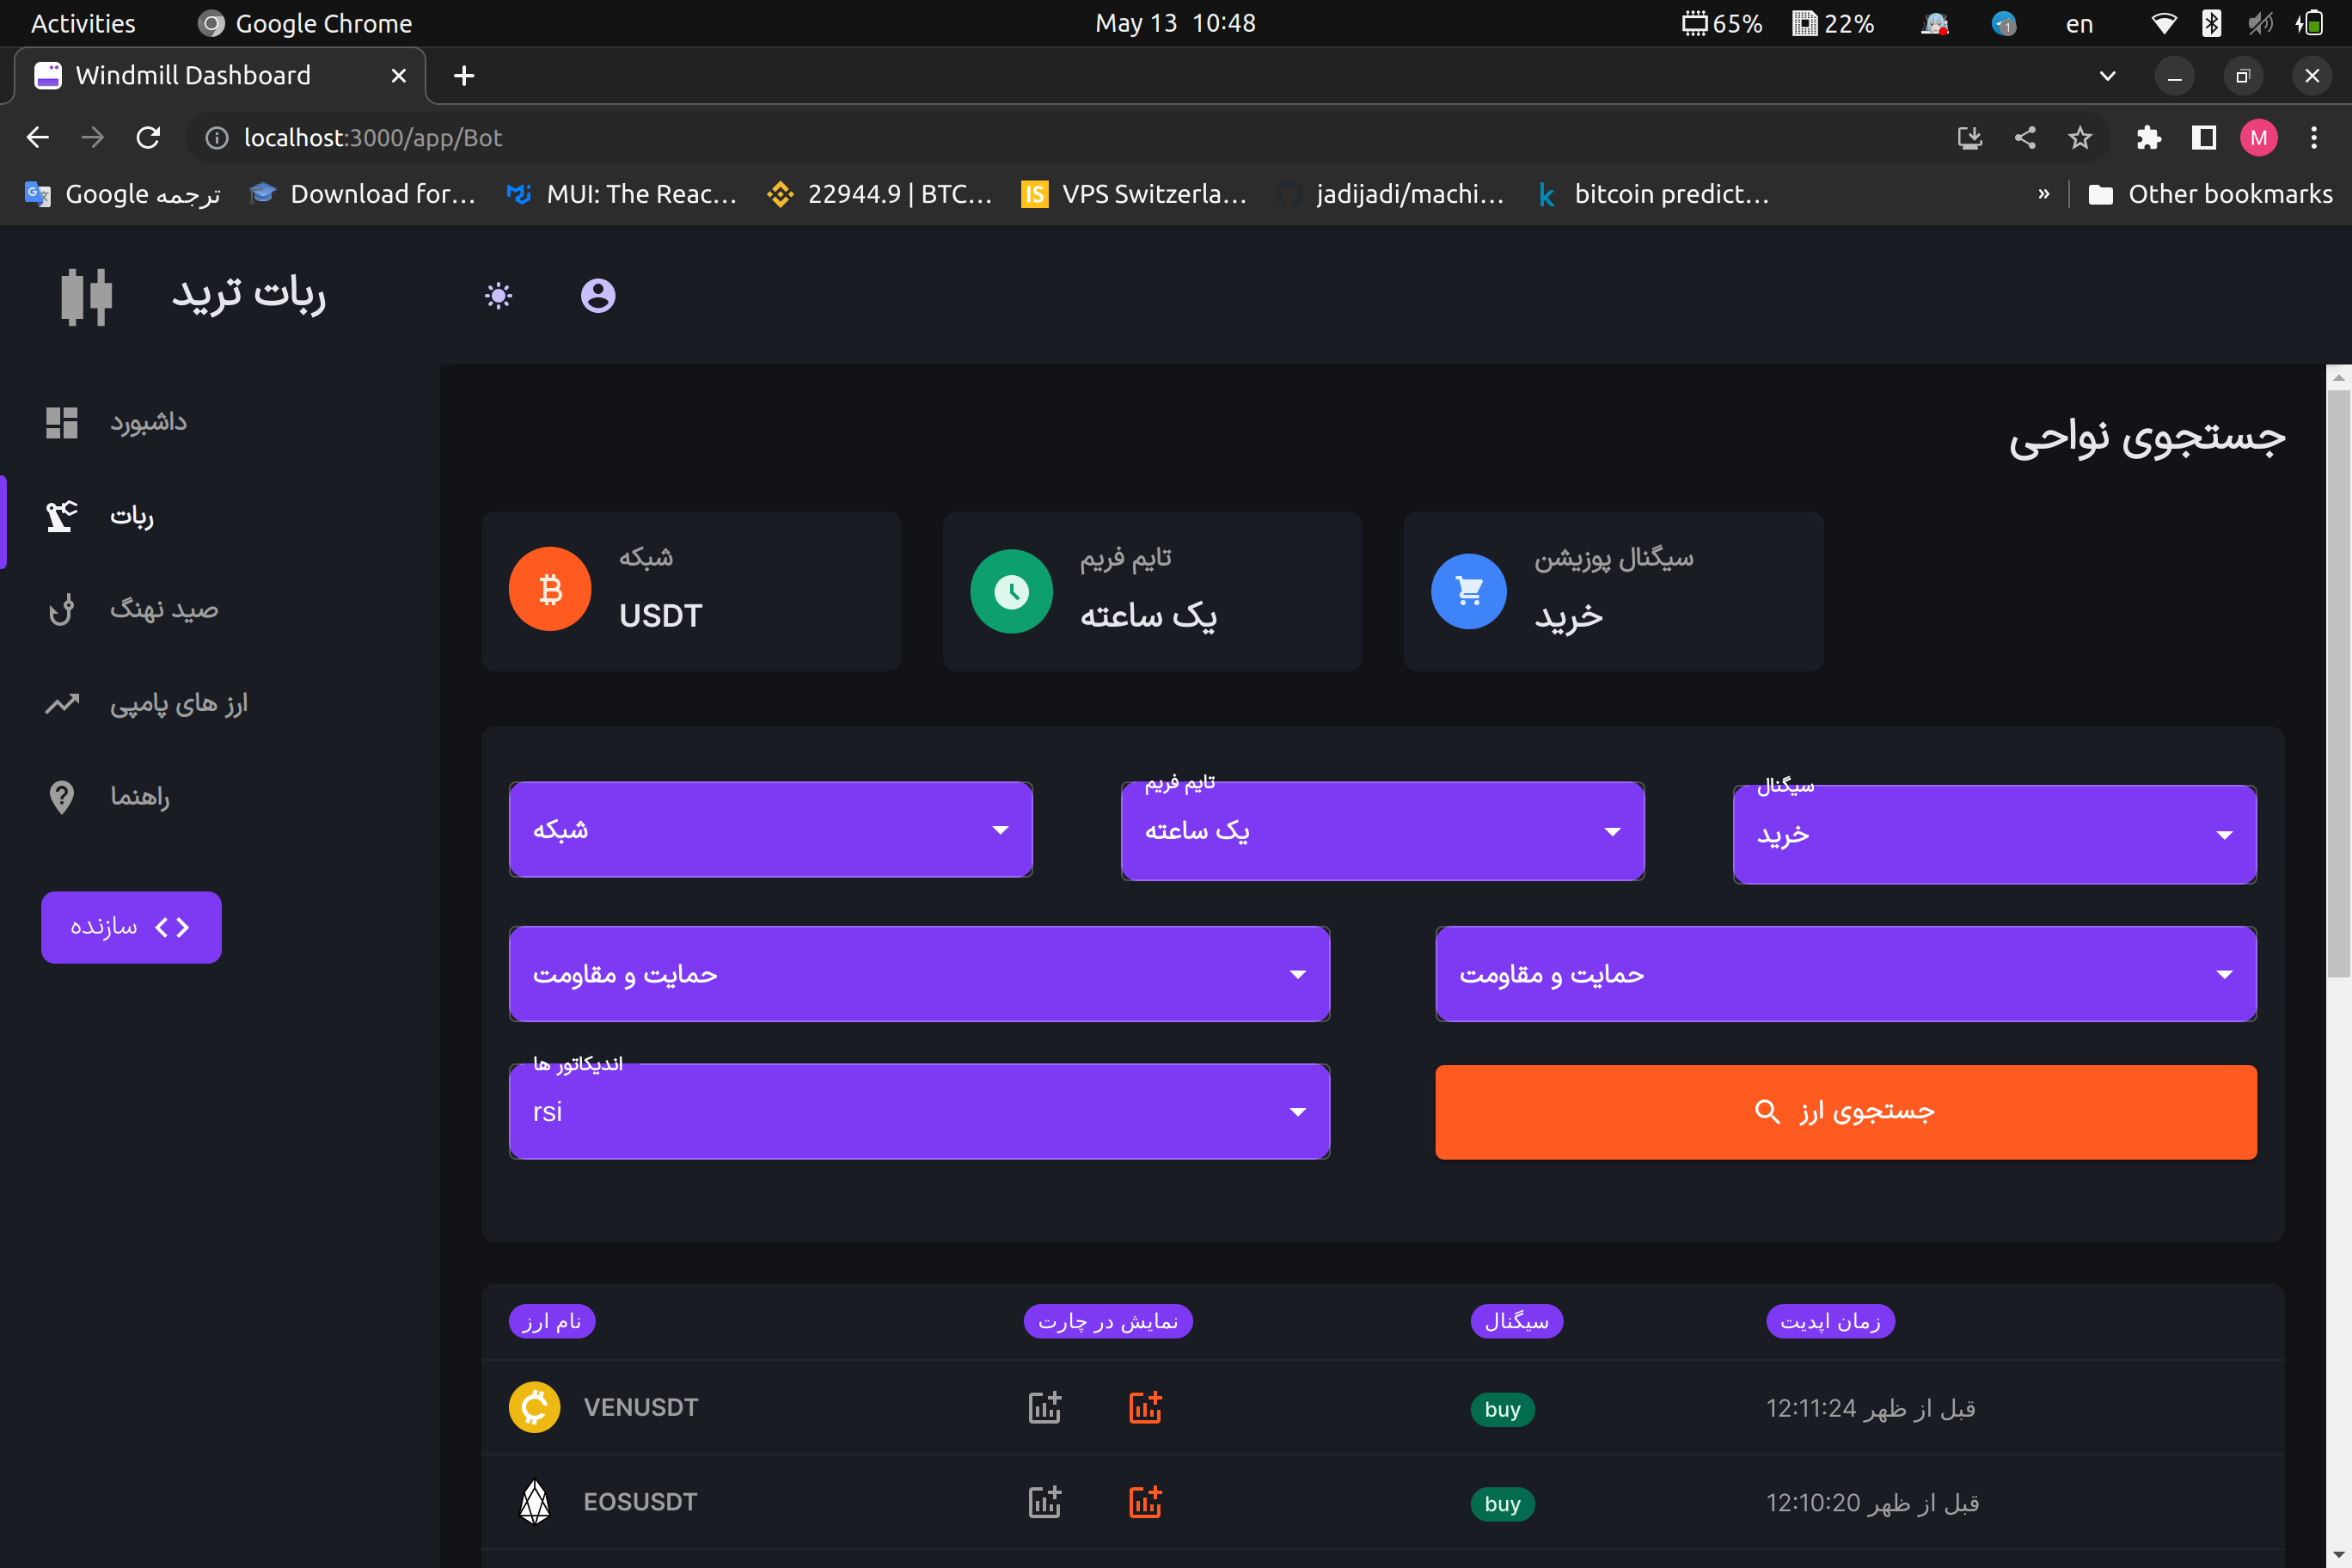 Activities Google Chrome May 13 10:48 65% 22% 1 en
Windmill Dashboard
localhost:3000/app/Bot M
Google ترجمه Download for... MUI: The Reac... 22944.9 | BTC... IS VPS Switzerla... jadijadi/machi... k bitcoin predict... » Other bookmarks
ربات ترید
داشبورد
ربات
صید نهنگ
ارز های پامپی
راهنما
سازنده
جستجوی نواحی
شبکه
USDT
تایم فریم
یک ساعته
سیگنال پوزیشن
خرید
شبکه
تایم فریم
یک ساعته
سیگنال
خرید
حمایت و مقاومت
حمایت و مقاومت
اندیکاتور ها
rsi
جستجوی ارز
نام ارز نمایش در چارت سیگنال زمان اپدیت
VENUSDT buy 12:11:24 قبل از ظهر
EOSUSDT buy 12:10:20 قبل از ظهر